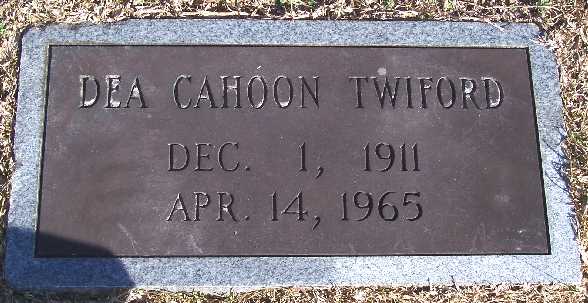 DEA CAHOON TWIFORD
DEC. 1, 1911
APR. 14, 1965